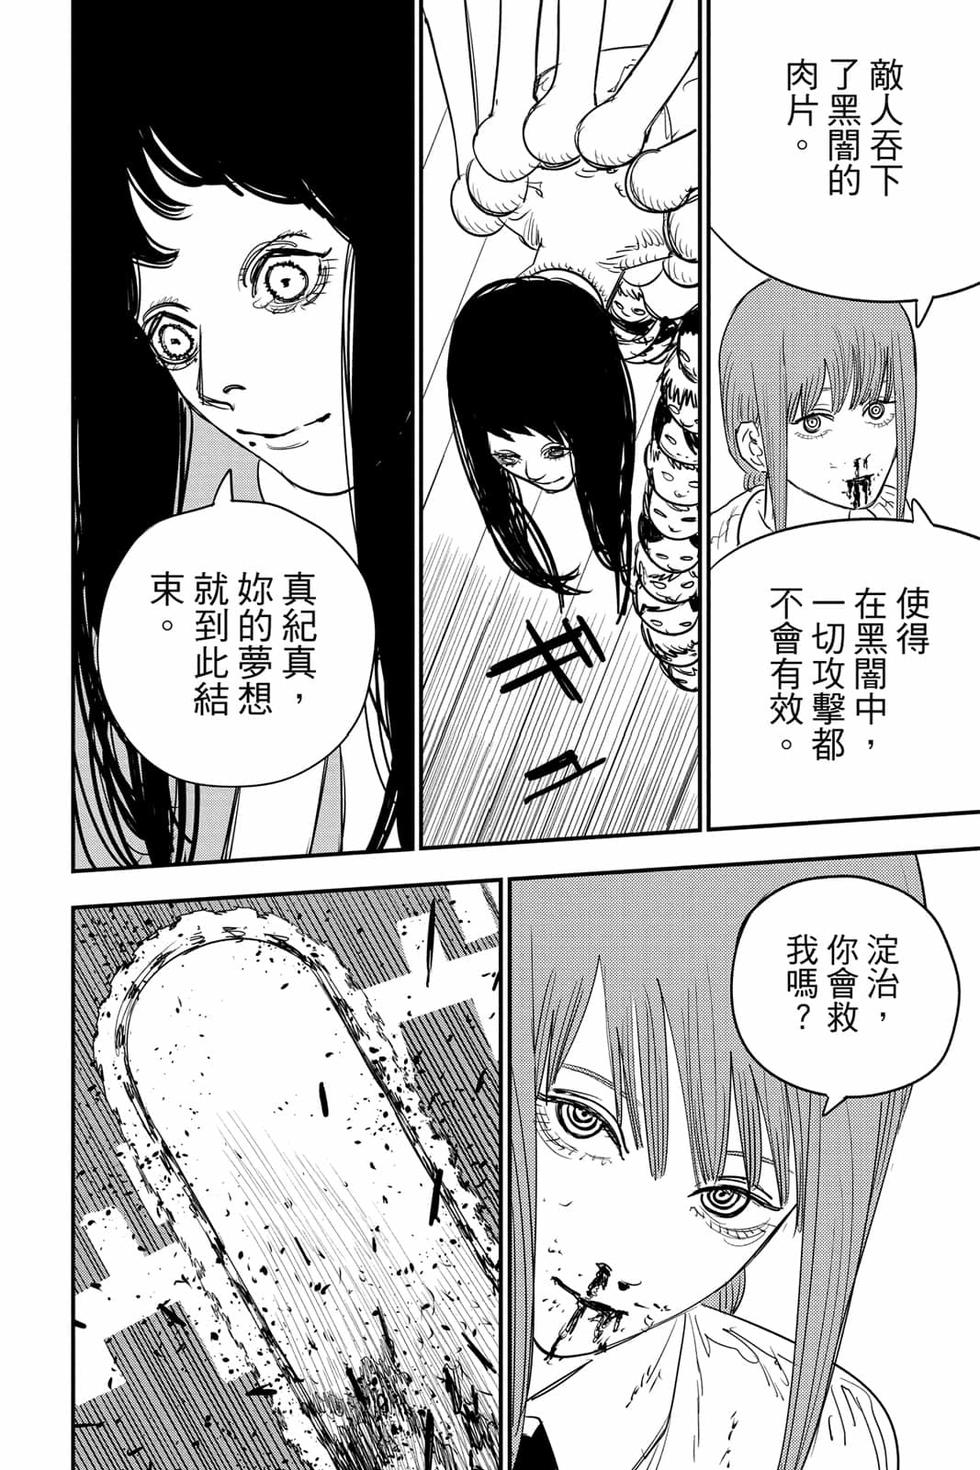 敵人吞下
了黑闇的
肉片。
使得
在黑闇中，
一切攻擊都
不會有效。
真紀真，
妳的夢想
就到此結
束。
淀治，
你會救
我嗎？